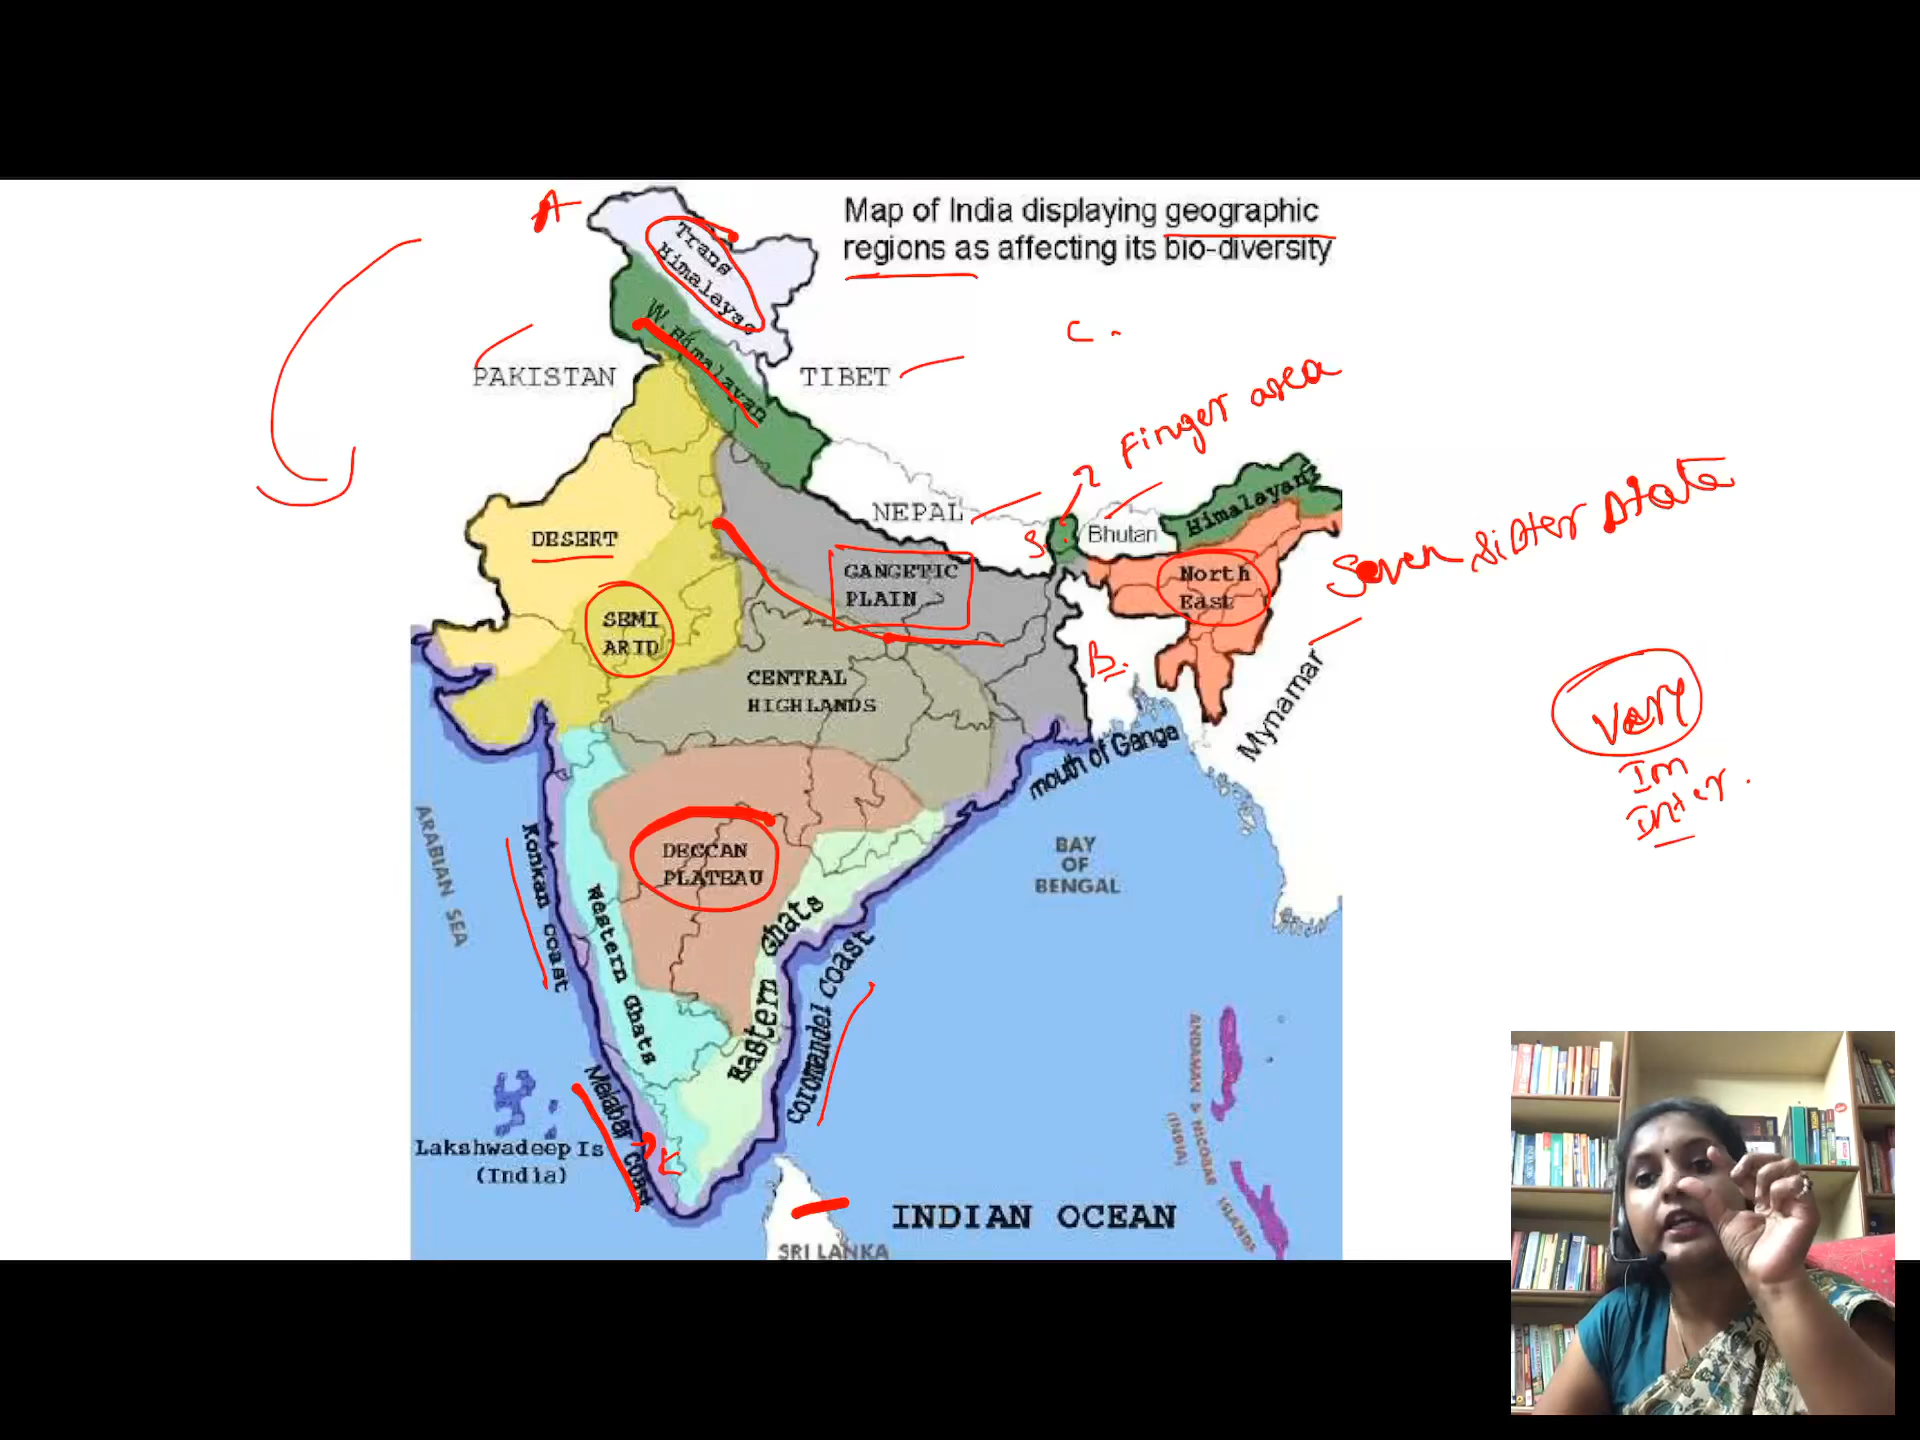 Map of India displaying geographic
regions as affecting its bio-diversity
A
Trans
Himalayas
W. Himalayan
PAKISTAN
TIBET
C.
Finger area
NEPAL
S.
Bhutan
Himalayan
Seven Sister State
DESERT
GANGETIC
PLAIN
North
East
SEMI
ARID
B.
CENTRAL
HIGHLANDS
Mynamar
mouth of Ganga
Very
Im
Inter.
DECCAN
PLATEAU
ARABIAN SEA
Konkan coast
Western Ghats
Eastern Ghats
Coromandel Coast
BAY
OF
BENGAL
Malabar coast
Lakshwadeep Is
(India)
ANDAMAN & NICOBAR ISLANDS
(INDIA)
INDIAN OCEAN
SRI LANKA